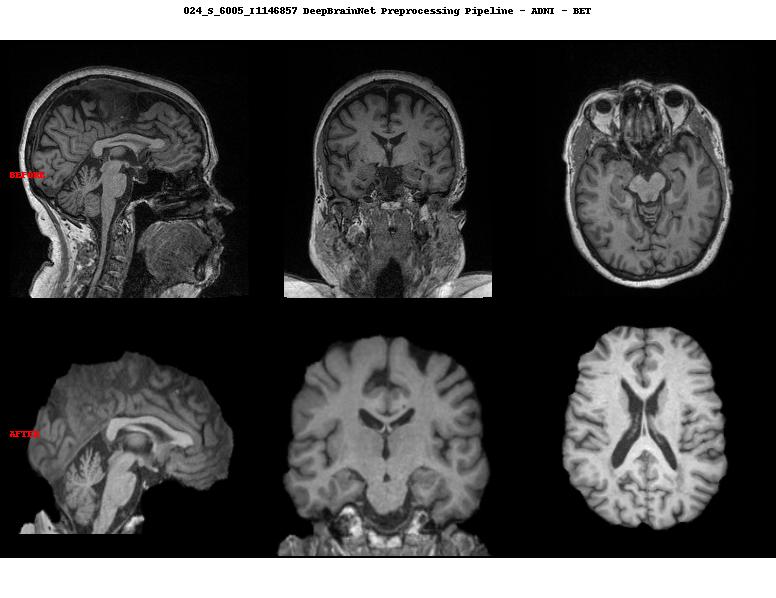 024_S_6005_I1146857 DeepBrainNet Preprocessing Pipeline - ADNI - BET
BEFORE
AFTER